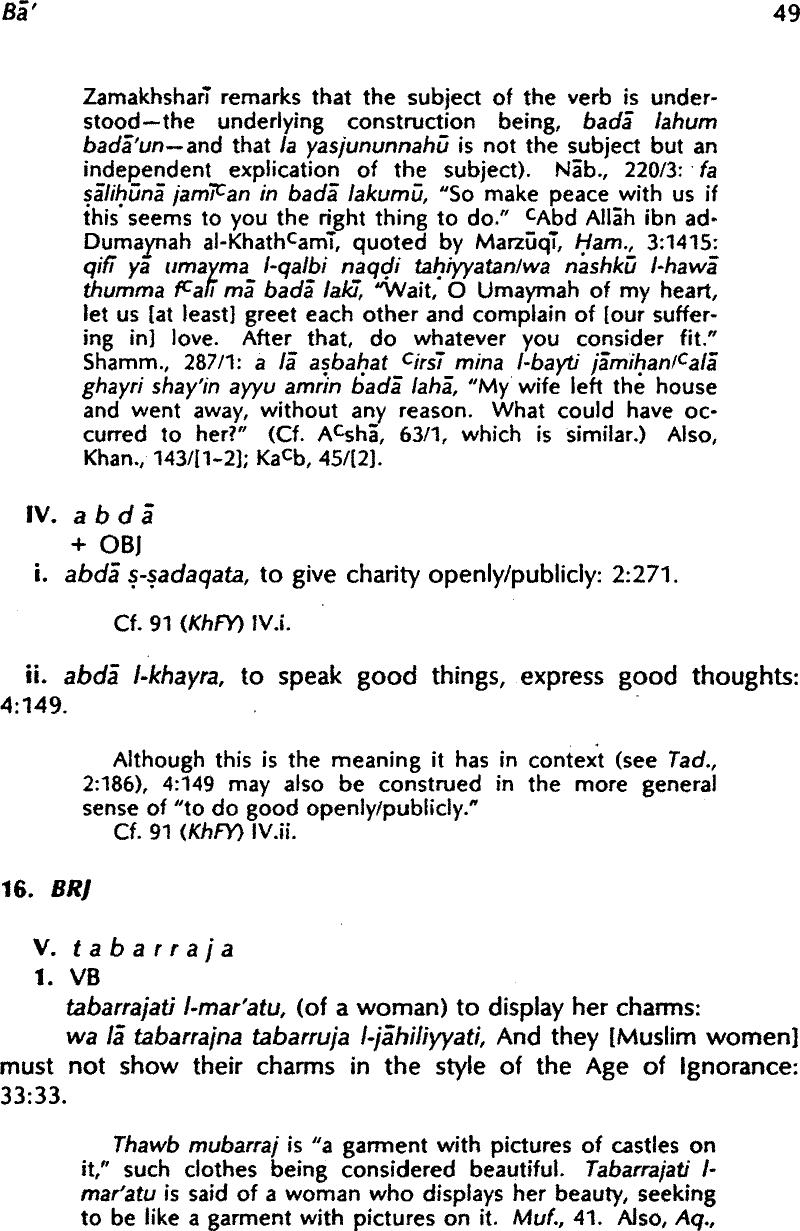 Bā' 49
Zamakhsharī remarks that the subject of the verb is under-
stood—the underlying construction being, badā lahum
badā'un—and that la yasjununnahū is not the subject but an
independent explication of the subject). Nāb., 220/3: fa
ṣāliḥūnā jamīᶜan in badā lakumū, "So make peace with us if
this seems to you the right thing to do." ᶜAbd Allāh ibn ad-
Dumaynah al-Khathᶜamī, quoted by Marzūqī, Ḥam., 3:1415:
qifī yā umayma l-qalbi naqḍi taḥiyyatan/wa nāshkū l-hawā
thumma fᶜalī mā badā lakī, "Wait, O Umaymah of my heart,
let us [at least] greet each other and complain of [our suffer-
ing in] love. After that, do whatever you consider fit."
Shamm., 287/1: a lā aṣbaḥat ᶜirsī mina l-bayti jāmiḥan/ᶜalā
ghayri shay'in ayyu amrin badā lahā, "My wife left the house
and went away, without any reason. What could have oc-
curred to her?" (Cf. Aᶜshā, 63/1, which is similar.) Also,
Khan., 143/[1-2]; Kaᶜb, 45/[2].
IV. a b d ā
+ OBJ
i. abdā ṣ-ṣadaqata, to give charity openly/publicly: 2:271.
Cf. 91 (KhFY) IV.i.
ii. abdā l-khayra, to speak good things, express good thoughts:
4:149.
Although this is the meaning it has in context (see Tad.,
2:186), 4:149 may also be construed in the more general
sense of "to do good openly/publicly."
Cf. 91 (KhFY) IV.ii.
16. BRJ
V. t a b a r r a j a
1. VB
tabarrajati l-mar'atu, (of a woman) to display her charms:
wa lā tabarrajna tabarruja l-jāhiliyyati, And they [Muslim women]
must not show their charms in the style of the Age of Ignorance:
33:33.
Thawb mubarraj is "a garment with pictures of castles on
it," such clothes being considered beautiful. Tabarrajati l-
mar'atu is said of a woman who displays her beauty, seeking
to be like a garment with pictures on it. Muf., 41. Also, Aq.,